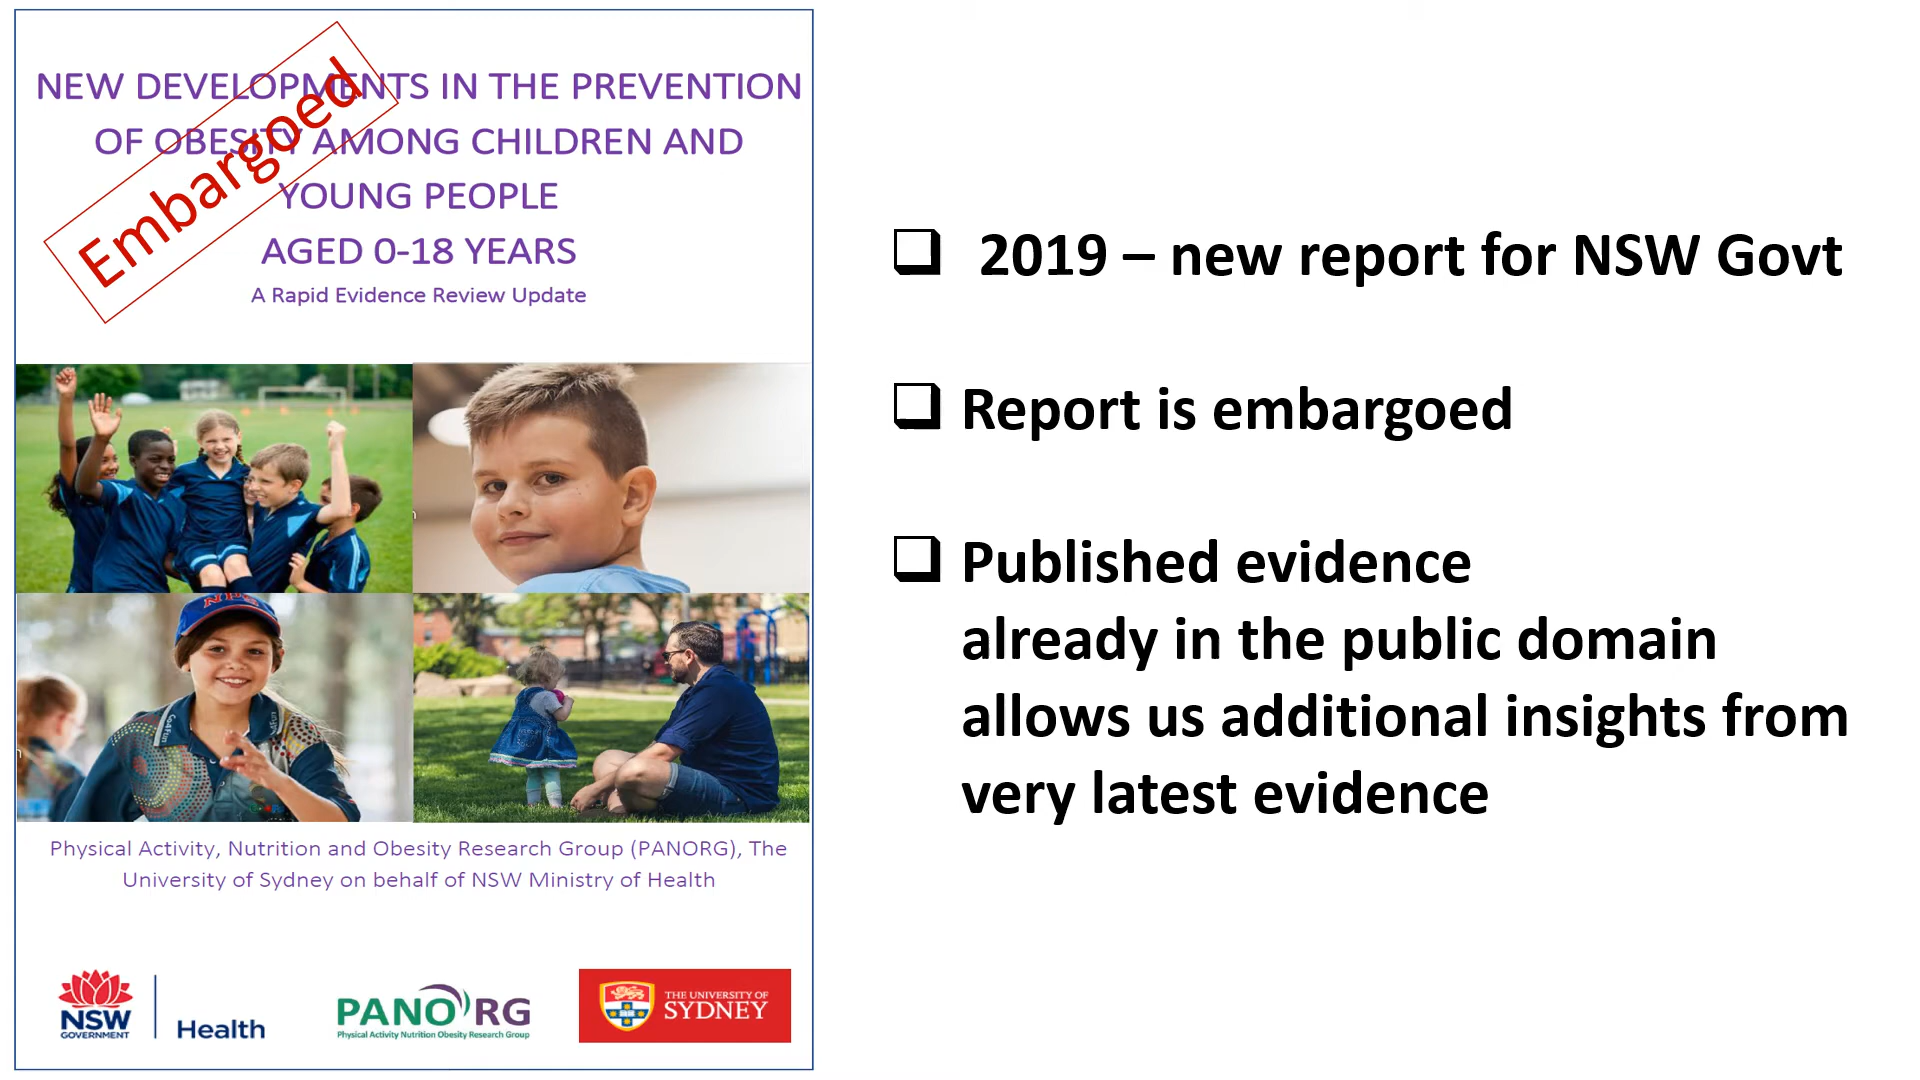 NEW DEVELOPMENTS IN THE PREVENTION
OF OBESITY AMONG CHILDREN AND
YOUNG PEOPLE
AGED 0-18 YEARS
A Rapid Evidence Review Update
Embargoed
Physical Activity, Nutrition and Obesity Research Group (PANORG), The
University of Sydney on behalf of NSW Ministry of Health
NSW
GOVERNMENT
Health
PANORG
Physical Activity Nutrition Obesity Research Group
THE UNIVERSITY OF
SYDNEY
2019 – new report for NSW Govt
Report is embargoed
Published evidence
already in the public domain
allows us additional insights from
very latest evidence